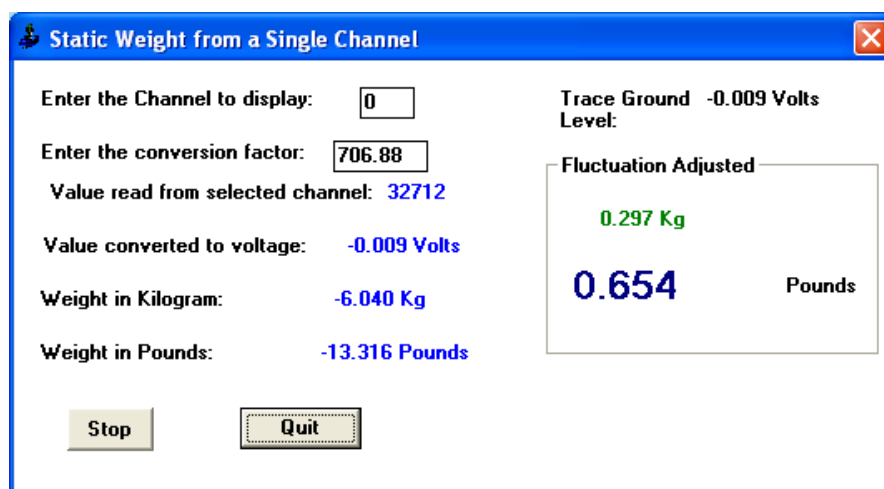 Static Weight from a Single Channel
Enter the Channel to display: 0
Trace Ground Level: -0.009 Volts
Enter the conversion factor: 706.88
Value read from selected channel: 32712
Value converted to voltage: -0.009 Volts
Weight in Kilogram: -6.040 Kg
Weight in Pounds: -13.316 Pounds
Fluctuation Adjusted
0.297 Kg
0.654 Pounds
Stop
Quit